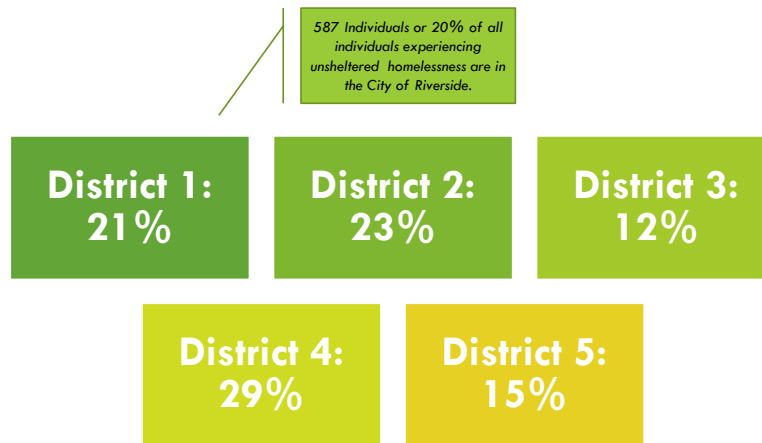 587 Individuals or 20% of all
individuals experiencing
unsheltered homelessness are in
the City of Riverside.
District 1:
21%
District 2:
23%
District 3:
12%
District 4:
29%
District 5:
15%